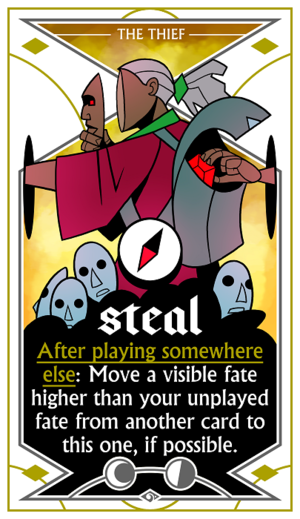 THE THIEF
steal
After playing somewhere
else: Move a visible fate
higher than your unplayed
fate from another card to
this one, if possible.